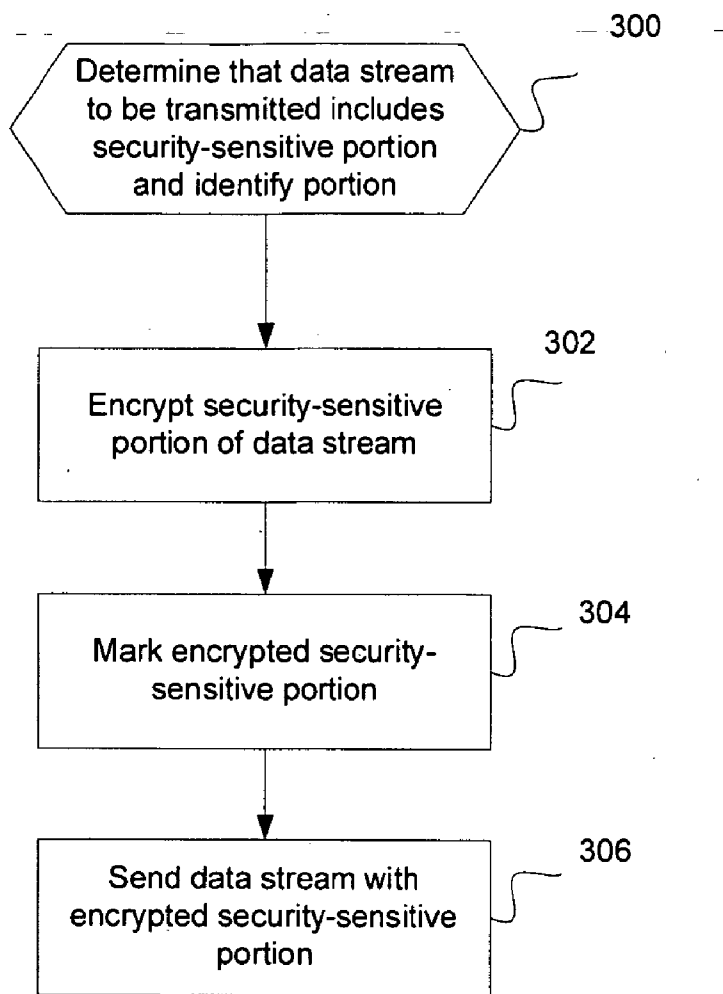 300
Determine that data stream
to be transmitted includes
security-sensitive portion
and identify portion
302
Encrypt security-sensitive
portion of data stream
304
Mark encrypted security-
sensitive portion
306
Send data stream with
encrypted security-sensitive
portion